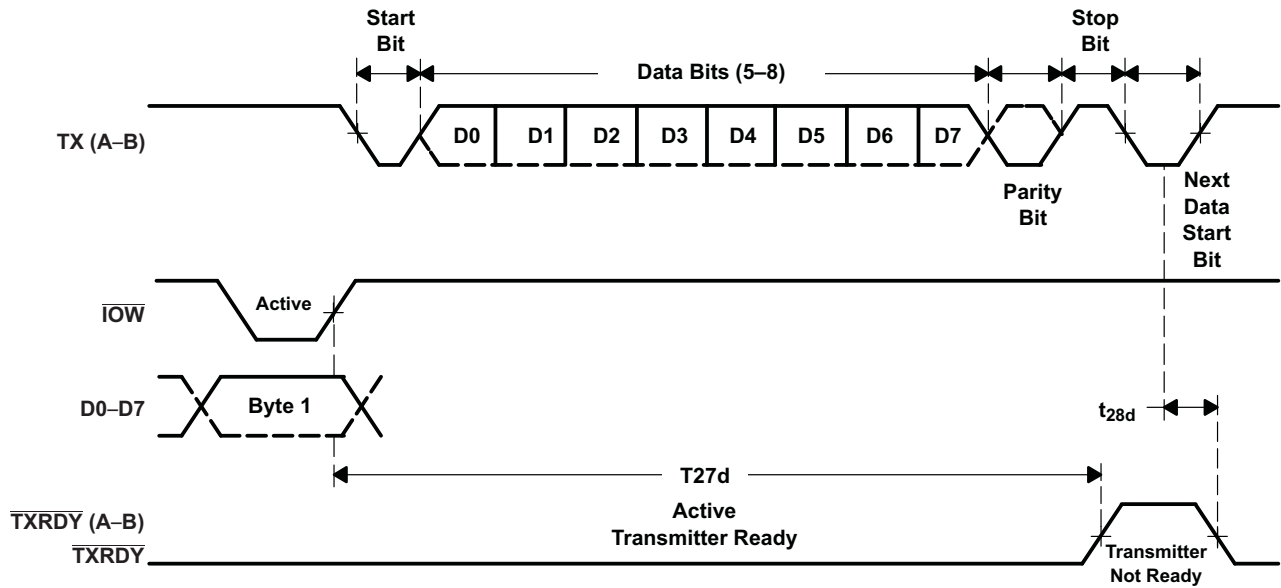 Start
Bit
Data Bits (5–8)
Stop
Bit
TX (A–B)
D0 D1 D2 D3 D4 D5 D6 D7
Parity
Bit
Next
Data
Start
Bit
IOW
Active
D0–D7
Byte 1
t28d
T27d
TXRDY (A–B)
TXRDY
Active
Transmitter Ready
Transmitter
Not Ready